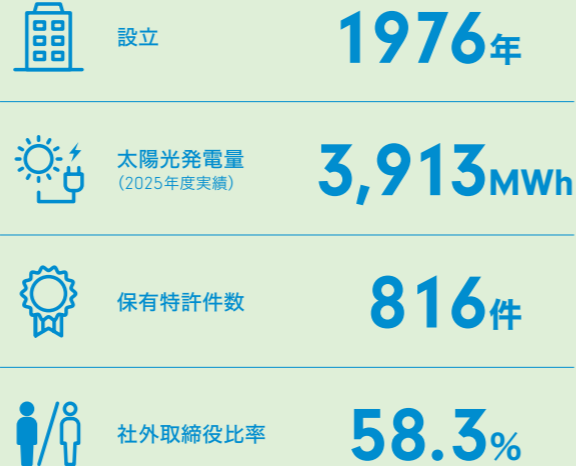 設立
1976年
太陽光発電量
（2025年度実績）
3,913MWh
保有特許件数
816件
社外取締役比率
58.3%